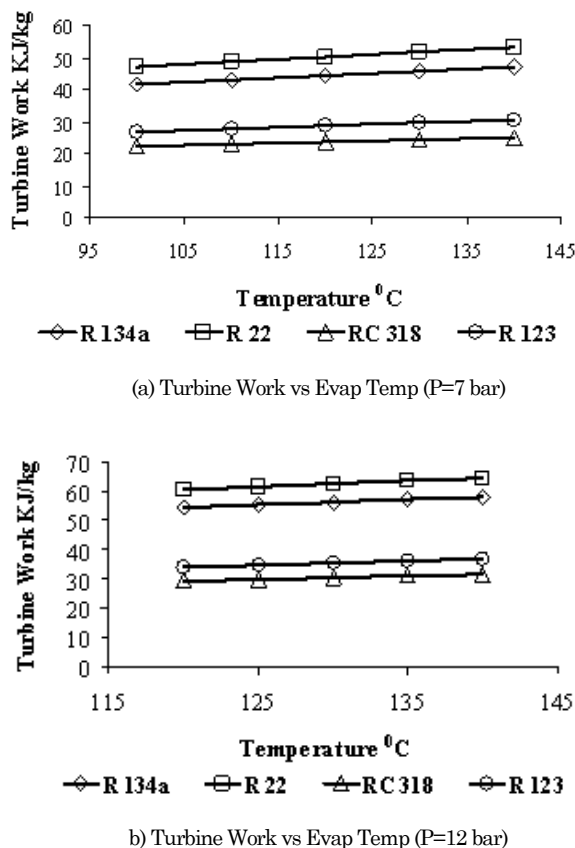 Turbine Work KJ/kg
60
50
40
30
20
10
0
95 105 115 125 135 145
Temperature ⁰C
R 134a R 22 RC 318 R 123
(a) Turbine Work vs Evap Temp (P=7 bar)
Turbine Work KJ/kg
70
60
50
40
30
20
10
0
115 125 135 145
Temperature ⁰C
R 134a R 22 RC 318 R 123
b) Turbine Work vs Evap Temp (P=12 bar)